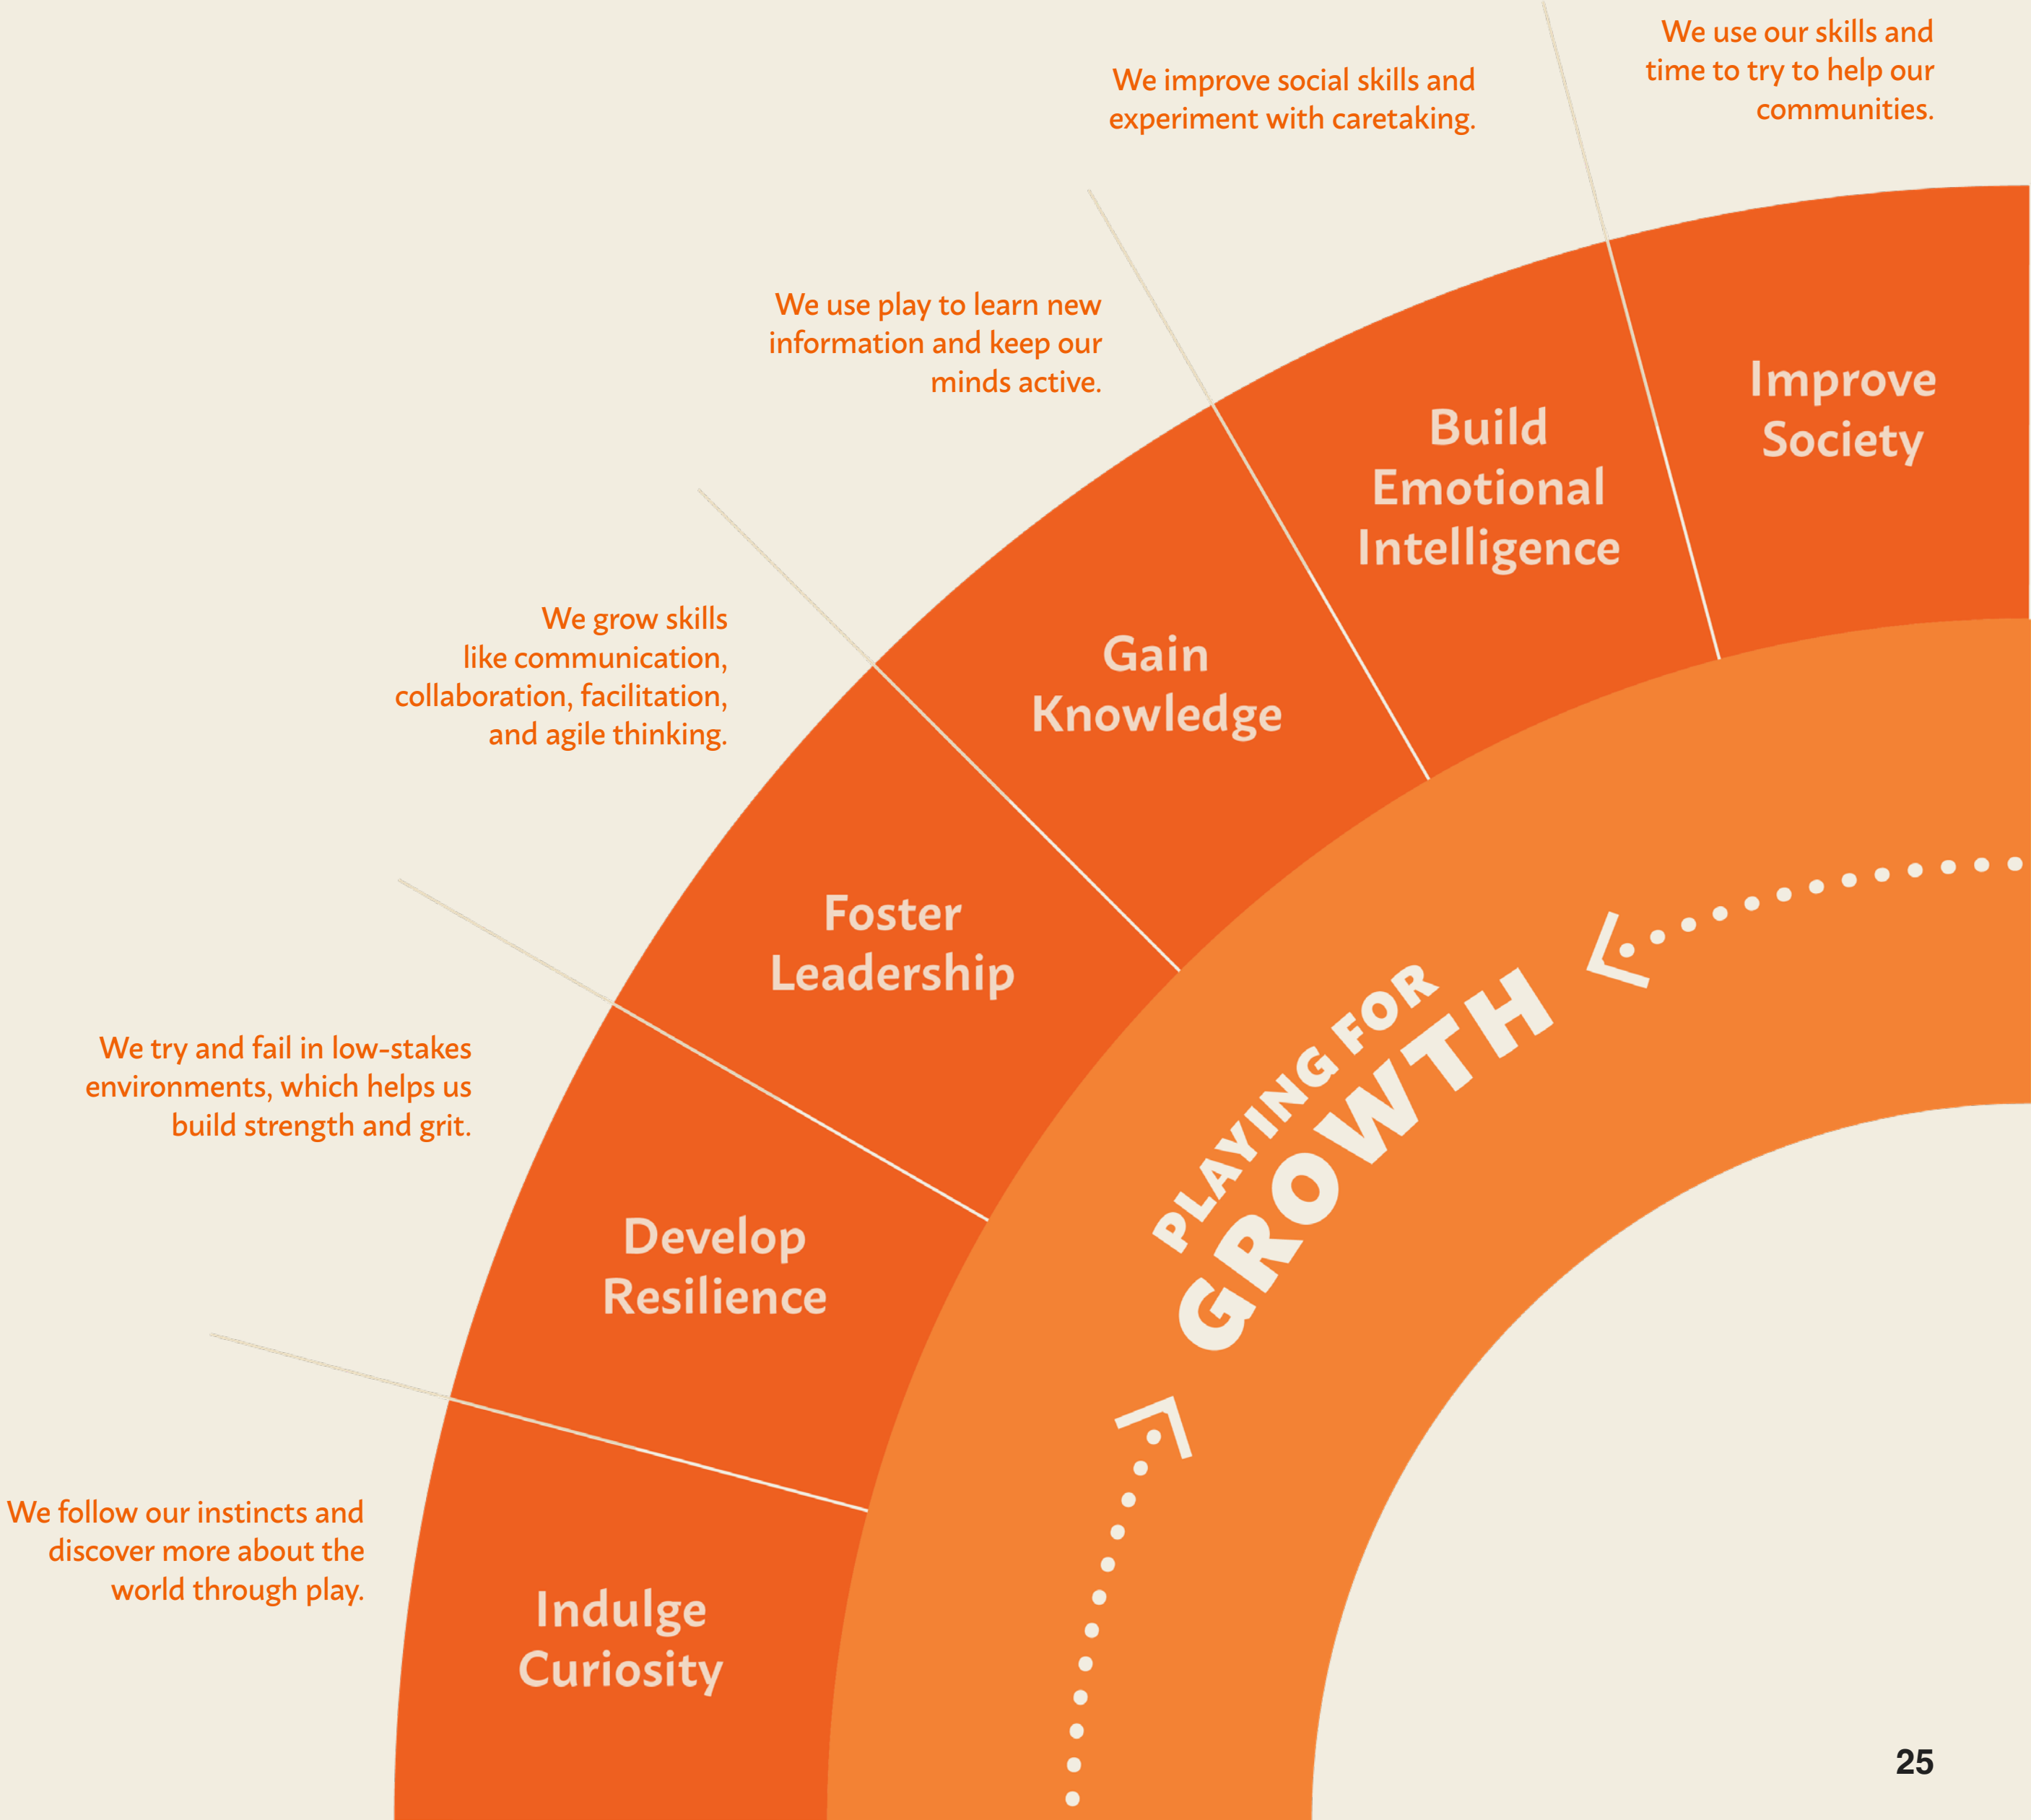 We use our skills and
time to try to help our
communities.
We improve social skills and
experiment with caretaking.
We use play to learn new
information and keep our
minds active.
We grow skills
like communication,
collaboration, facilitation,
and agile thinking.
We try and fail in low-stakes
environments, which helps us
build strength and grit.
We follow our instincts and
discover more about the
world through play.
Improve
Society
Build
Emotional
Intelligence
Gain
Knowledge
Foster
Leadership
Develop
Resilience
Indulge
Curiosity
PLAYING FOR
GROWTH
25